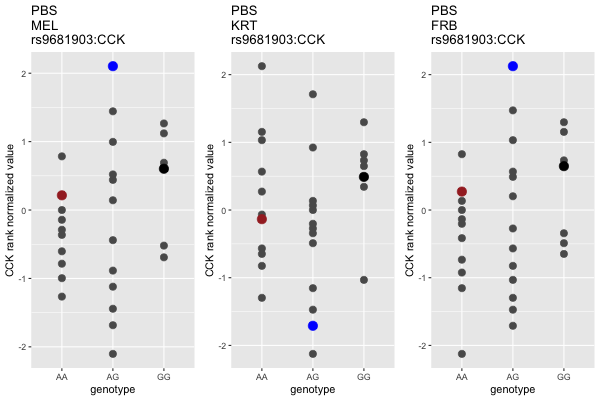 PBS
MEL
rs9681903:CCK
CCK rank normalized value
2
1
0
-1
-2
AA
AG
GG
genotype
PBS
KRT
rs9681903:CCK
CCK rank normalized value
2
1
0
-1
-2
AA
AG
GG
genotype
PBS
FRB
rs9681903:CCK
CCK rank normalized value
2
1
0
-1
-2
AA
AG
GG
genotype